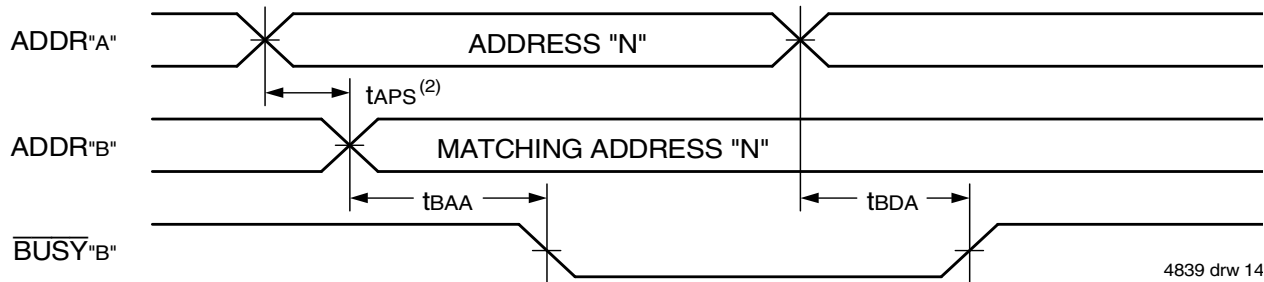 ADDR"A"
ADDRESS "N"
tAPS(2)
ADDR"B"
MATCHING ADDRESS "N"
tBAA
tBDA
BUSY"B"
4839 drw 14